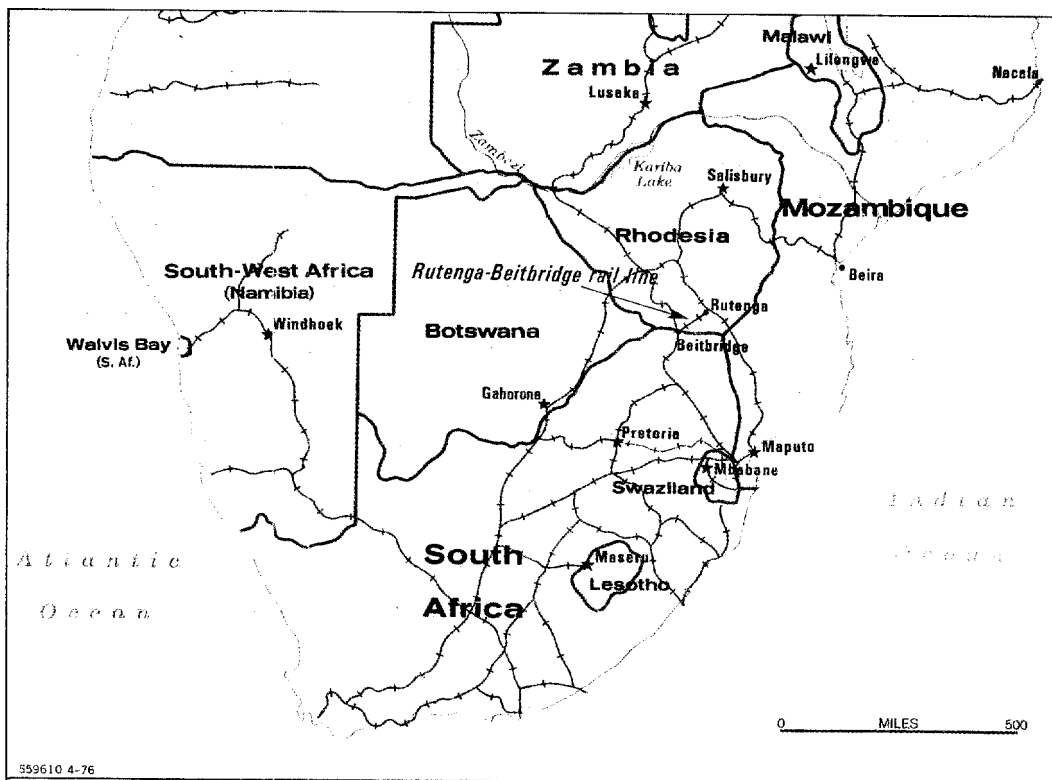 Malawi
Zambia
Lilongwe
Nacala
Lusaka
Zambezi
Kariba
Lake
Salisbury
Mozambique
Rhodesia
South-West Africa
(Namibia)
Rutenga-Beitbridge rail line
Beira
Rutenga
Windhoek
Botswana
Walvis Bay
(S. Af.)
Beitbridge
Gaborone
Pretoria
Maputo
Mbabane
Swaziland
Indian
Ocean
Atlantic
Ocean
South
Africa
Maseru
Lesotho
0 MILES 500
559610 4-76